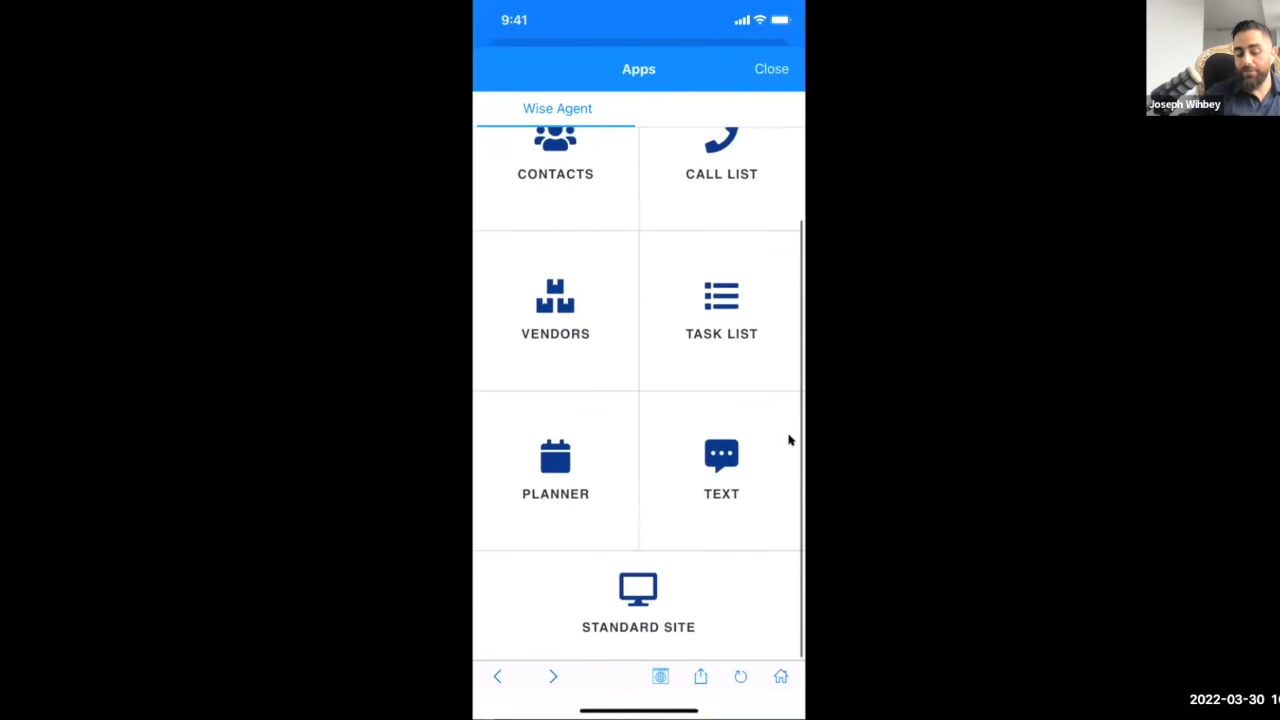 9:41
Apps
Close
Joseph Wihbey
Wise Agent
CONTACTS
CALL LIST
VENDORS
TASK LIST
PLANNER
TEXT
STANDARD SITE
2022-03-30